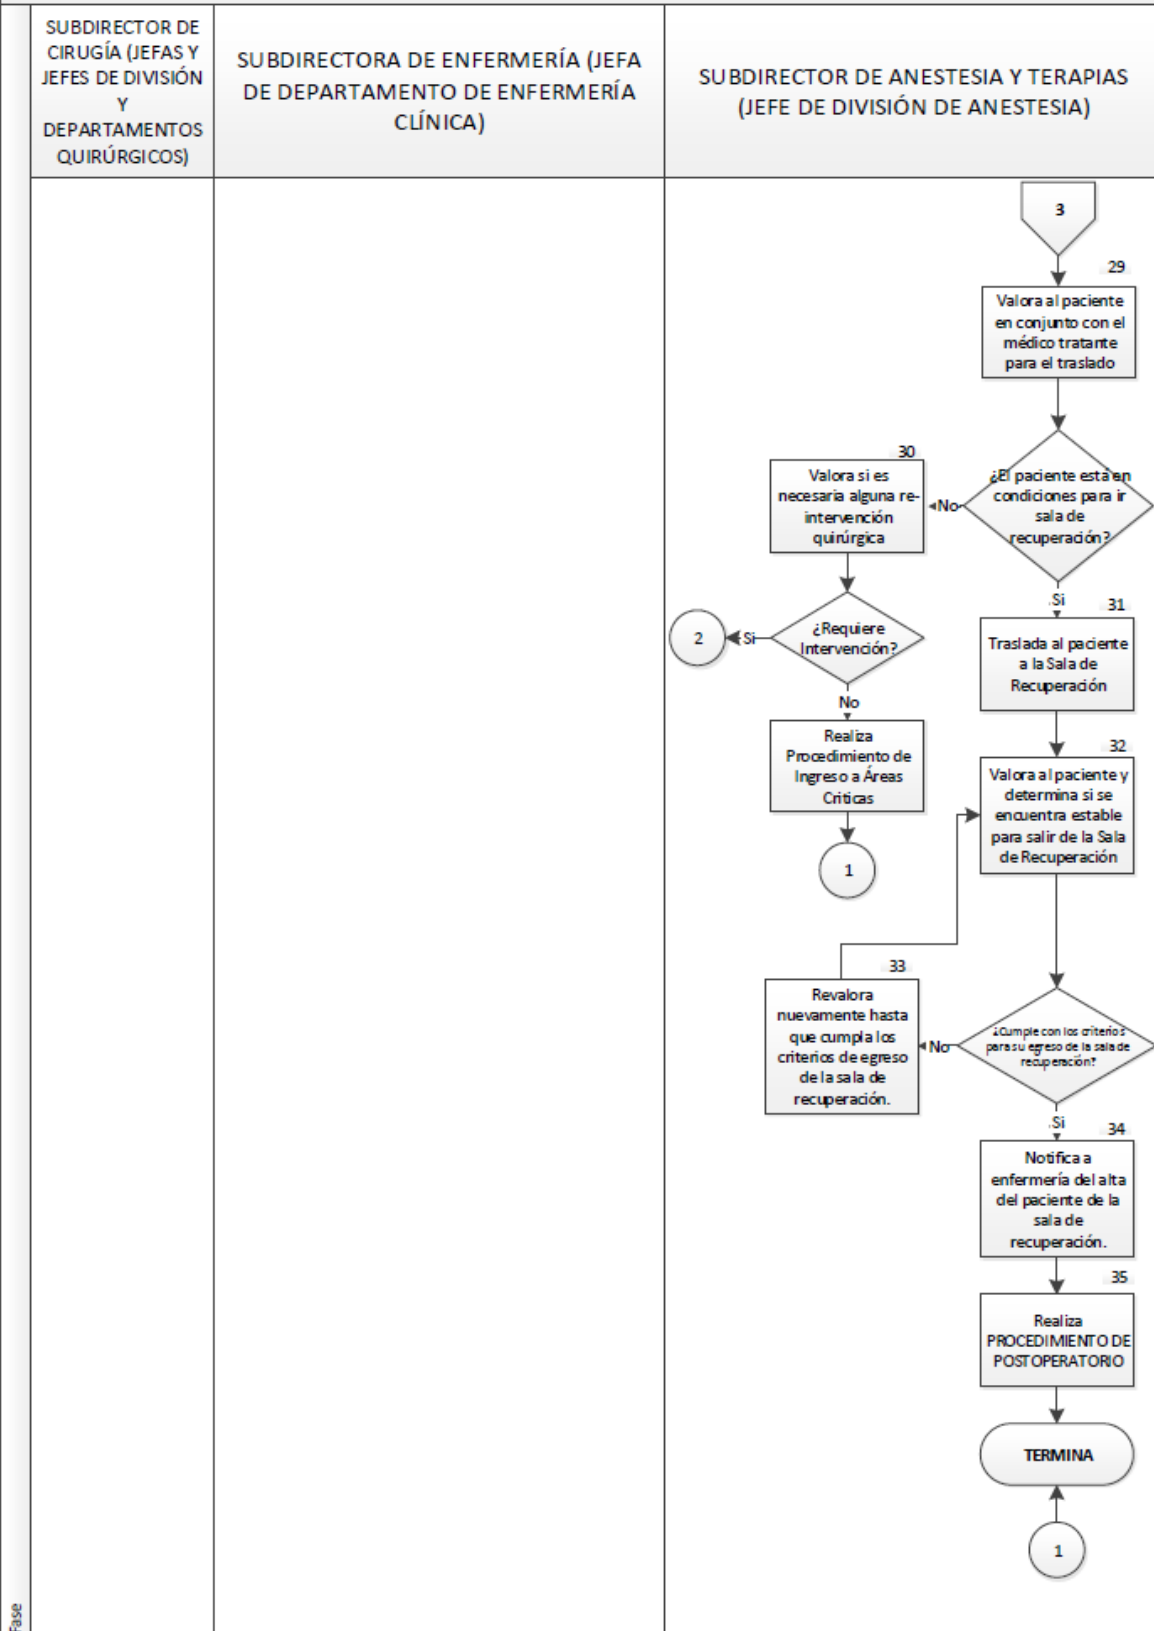 SUBDIRECTOR DE
CIRUGÍA (JEFAS Y
JEFES DE DIVISIÓN
Y
DEPARTAMENTOS
QUIRÚRGICOS)
SUBDIRECTORA DE ENFERMERÍA (JEFA
DE DEPARTAMENTO DE ENFERMERÍA
CLÍNICA)
SUBDIRECTOR DE ANESTESIA Y TERAPIAS
(JEFE DE DIVISIÓN DE ANESTESIA)
3
29
Valora al paciente
en conjunto con el
médico tratante
para el traslado
¿El paciente está en
condiciones para ir
sala de
recuperación?
No
30
Valora si es
necesaria alguna re-
intervención
quirúrgica
¿Requiere
Intervención?
Si
2
No
Realiza
Procedimiento de
Ingreso a Áreas
Criticas
1
.Si
31
Traslada al paciente
a la Sala de
Recuperación
32
Valora al paciente y
determina si se
encuentra estable
para salir de la Sala
de Recuperación
¿Cumple con los criterios
para su egreso de la sala de
recuperación?
No
33
Revalora
nuevamente hasta
que cumpla los
criterios de egreso
de la sala de
recuperación.
.Si
34
Notifica a
enfermería del alta
del paciente de la
sala de
recuperación.
35
Realiza
PROCEDIMIENTO DE
POSTOPERATORIO
TERMINA
1
Fase